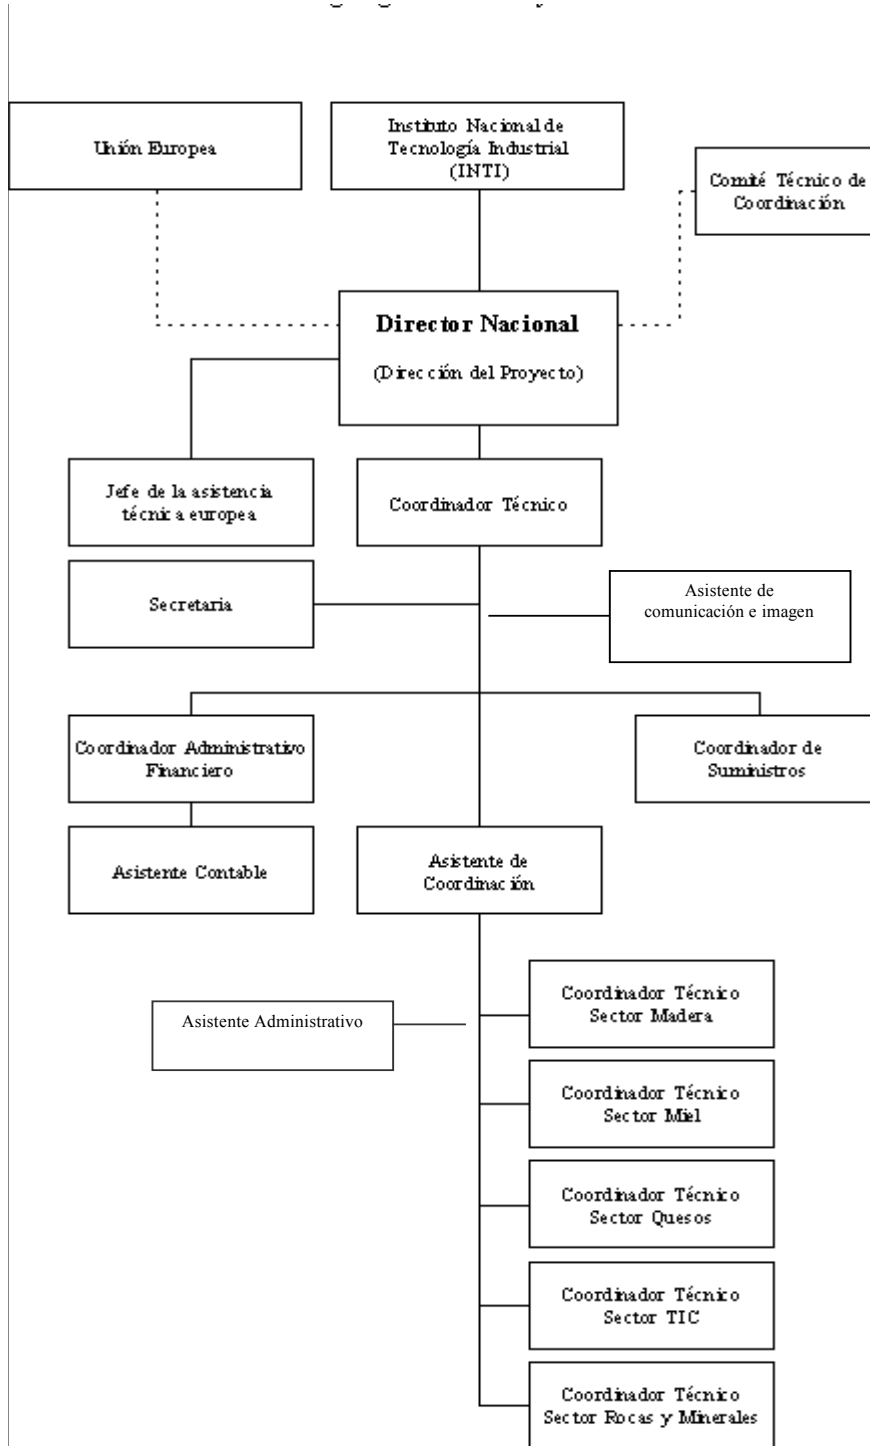 Unión Europea
Instituto Nacional de
Tecnología Industrial
(INTI)
Comité Técnico de
Coordinación
Director Nacional
(Dirección del Proyecto)
Jefe de la asistencia
técnica europea
Coordinador Técnico
Secretaria
Asistente de
comunicación e imagen
Coordinador Administrativo
Financiero
Coordinador de
Suministros
Asistente Contable
Asistente de
Coordinación
Coordinador Técnico
Sector Madera
Asistente Administrativo
Coordinador Técnico
Sector Miel
Coordinador Técnico
Sector Quesos
Coordinador Técnico
Sector TIC
Coordinador Técnico
Sector Rocas y Minerales